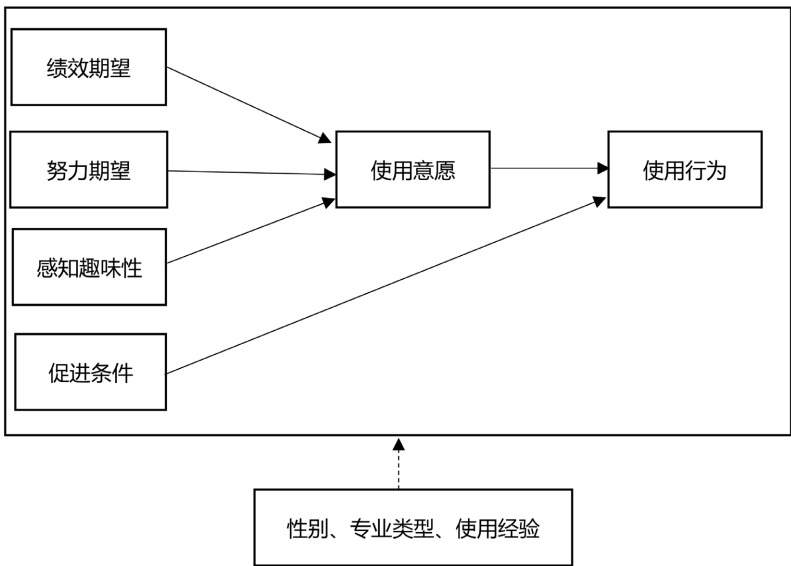 绩效期望
努力期望
使用意愿
使用行为
感知趣味性
促进条件
性别、专业类型、使用经验